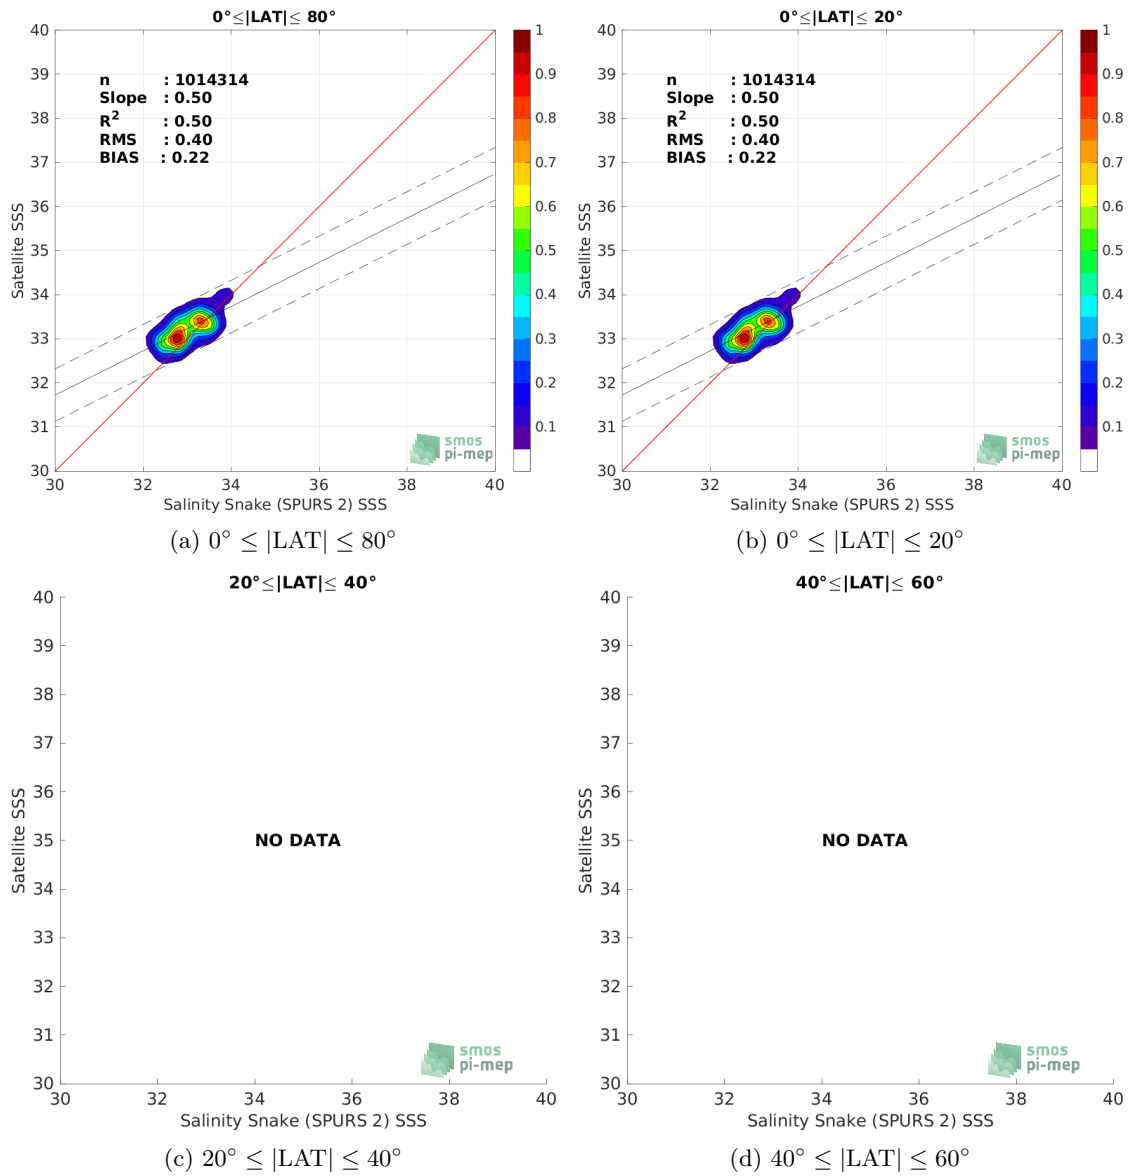 0°≤|LAT|≤ 80°
n : 1014314
Slope : 0.50
R² : 0.50
RMS : 0.40
BIAS : 0.22
40
39
38
37
36
35
34
33
32
31
30
30 32 34 36 38 40
Satellite SSS
Salinity Snake (SPURS 2) SSS
1
0.9
0.8
0.7
0.6
0.5
0.4
0.3
0.2
0.1
smos
pi-mep
(a) 0° ≤ |LAT| ≤ 80°
0°≤|LAT|≤ 20°
n : 1014314
Slope : 0.50
R² : 0.50
RMS : 0.40
BIAS : 0.22
40
39
38
37
36
35
34
33
32
31
30
30 32 34 36 38 40
Satellite SSS
Salinity Snake (SPURS 2) SSS
1
0.9
0.8
0.7
0.6
0.5
0.4
0.3
0.2
0.1
smos
pi-mep
(b) 0° ≤ |LAT| ≤ 20°
20°≤|LAT|≤ 40°
40
39
38
37
36
35
34
33
32
31
30
30 32 34 36 38 40
Satellite SSS
NO DATA
Salinity Snake (SPURS 2) SSS
smos
pi-mep
(c) 20° ≤ |LAT| ≤ 40°
40°≤|LAT|≤ 60°
40
39
38
37
36
35
34
33
32
31
30
30 32 34 36 38 40
Satellite SSS
NO DATA
Salinity Snake (SPURS 2) SSS
smos
pi-mep
(d) 40° ≤ |LAT| ≤ 60°